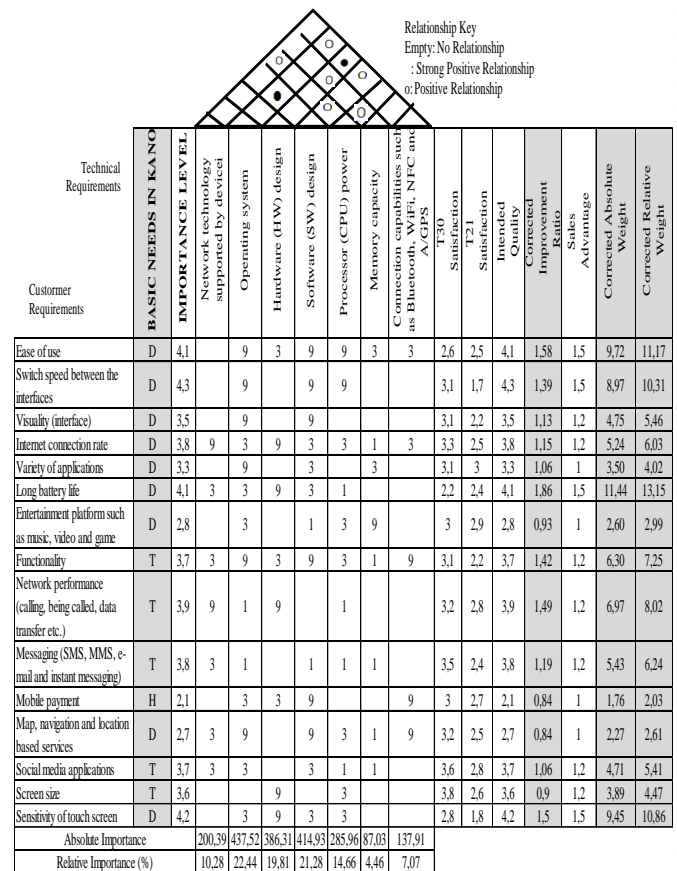 Relationship Key
Empty: No Relationship
: Strong Positive Relationship
o: Positive Relationship
Technical
Requirements
Custormer
Requirements
BASIC NEEDS IN KANO
IMPORTANCE LEVEL
Network technology
supported by devicei
Operating system
Hardware (HW) design
Software (SW) design
Processor (CPU) power
Memory capacity
Connection capabilities such
as Bluetooth, WiFi, NFC and
A/GPS
T30
Satisfaction
T21
Satisfaction
Intended
Quality
Corrected
Improvement
Ratio
Sales
Advantage
Corrected Absolute
Weight
Corrected Relative
Weight
Ease of use D 4,1 9 3 9 9 3 3 2,6 2,5 4,1 1,58 1,5 9,72 11,17
Switch speed between the
interfaces D 4,3 9 9 9 3,1 1,7 4,3 1,39 1,5 8,97 10,31
Visuality (interface) D 3,5 9 9 3,1 2,2 3,5 1,13 1,2 4,75 5,46
Internet connection rate D 3,8 9 3 9 3 3 1 3 3,3 2,5 3,8 1,15 1,2 5,24 6,03
Variety of applications D 3,3 9 3 3 3,1 3 3,3 1,06 1 3,50 4,02
Long battery life D 4,1 3 3 9 3 1 2,2 2,4 4,1 1,86 1,5 11,44 13,15
Entertainment platform such
as music, video and game D 2,8 3 1 3 9 3 2,9 2,8 0,93 1 2,60 2,99
Functionality T 3,7 3 9 3 9 3 1 9 3,1 2,2 3,7 1,42 1,2 6,30 7,25
Network performance
(calling, being called, data
transfer etc.) T 3,9 9 1 9 1 3,2 2,8 3,9 1,49 1,2 6,97 8,02
Messaging (SMS, MMS, e-
mail and instant messaging) T 3,8 3 1 1 1 1 3,5 2,4 3,8 1,19 1,2 5,43 6,24
Mobile payment H 2,1 3 3 9 9 3 2,7 2,1 0,84 1 1,76 2,03
Map, navigation and location
based services D 2,7 3 9 9 3 1 9 3,2 2,5 2,7 0,84 1 2,27 2,61
Social media applications T 3,7 3 3 3 1 1 3,6 2,8 3,7 1,06 1,2 4,71 5,41
Screen size T 3,6 9 3 3,8 2,6 3,6 0,9 1,2 3,89 4,47
Sensitivity of touch screen D 4,2 3 9 3 3 2,8 1,8 4,2 1,5 1,5 9,45 10,86
Absolute Importance 200,39 437,52 386,31 414,93 285,96 87,03 137,91
Relative Importance (%) 10,28 22,44 19,81 21,28 14,66 4,46 7,07